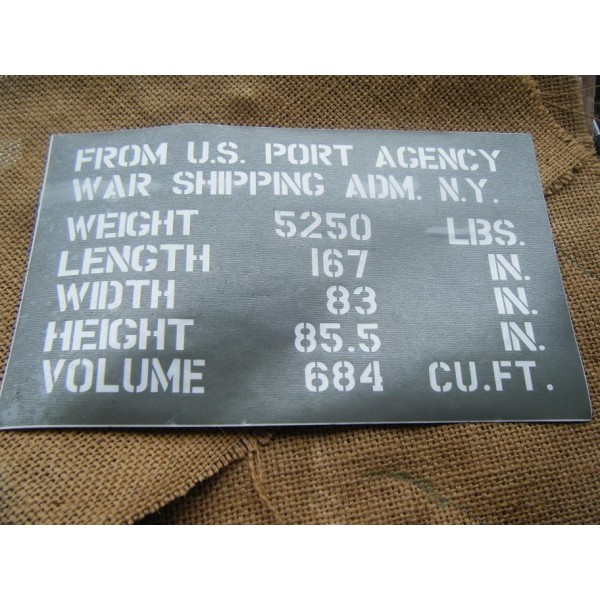 FROM U.S. PORT AGENCY
WAR SHIPPING ADM. N.Y.
WEIGHT 5250 LBS.
LENGTH 167 IN.
WIDTH 83 IN.
HEIGHT 85.5 IN.
VOLUME 684 CU.FT.